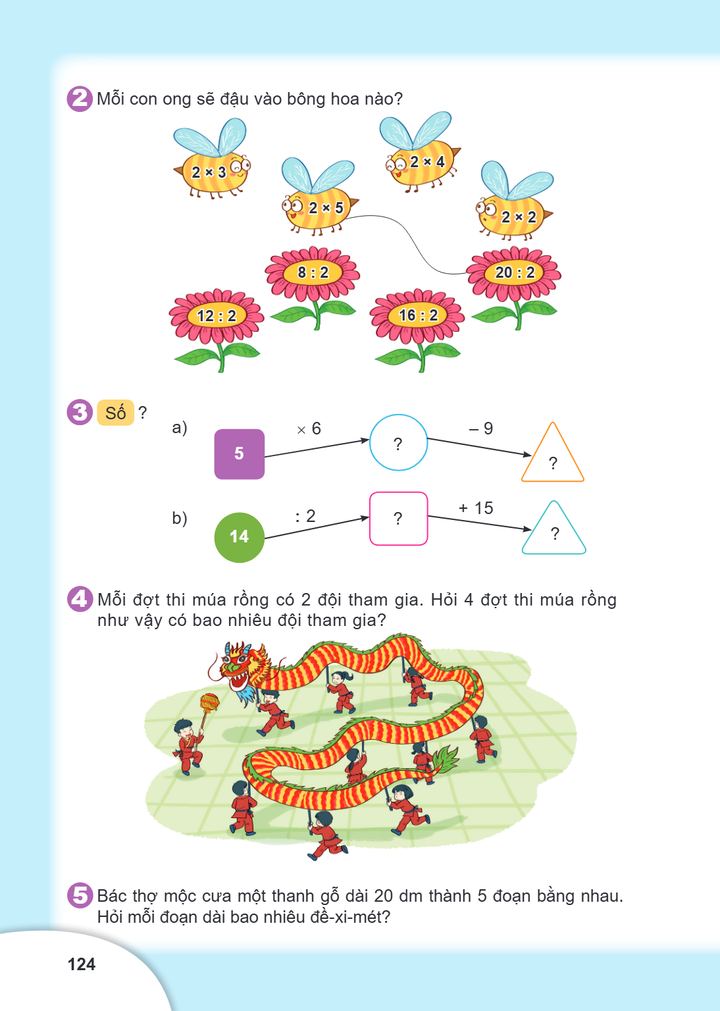 2 Mỗi con ong sẽ đậu vào bông hoa nào?
2 × 3
2 × 4
2 × 5
2 × 2
8 : 2
20 : 2
12 : 2
16 : 2
3 Số ?
a) 5 × 6 ? – 9 ?
b) 14 : 2 ? + 15 ?
4 Mỗi đợt thi múa rồng có 2 đội tham gia. Hỏi 4 đợt thi múa rồng
như vậy có bao nhiêu đội tham gia?
5 Bác thợ mộc cưa một thanh gỗ dài 20 dm thành 5 đoạn bằng nhau.
Hỏi mỗi đoạn dài bao nhiêu đề-xi-mét?
124